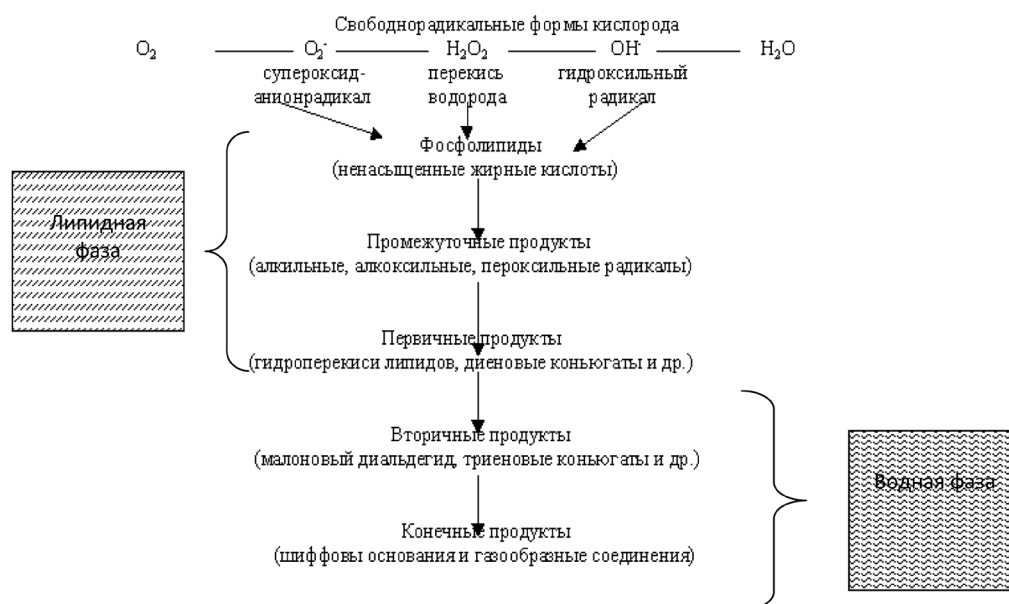 Свободнорадикальные формы кислорода
O₂ O₂⁻ H₂O₂ OH⁻ H₂O
супероксид-анионрадикал перекись водорода гидроксильный радикал
Фосфолипиды
(ненасыщенные жирные кислоты)
Липидная
фаза
Промежуточные продукты
(алкильные, алкоксильные, пероксильные радикалы)
Первичные продукты
(гидроперекиси липидов, диеновые коньюгаты и др.)
Вторичные продукты
(малоновый диальдегид, триеновые коньюгаты и др.)
Водная фаза
Конечные продукты
(шиффовы основания и газообразные соединения)